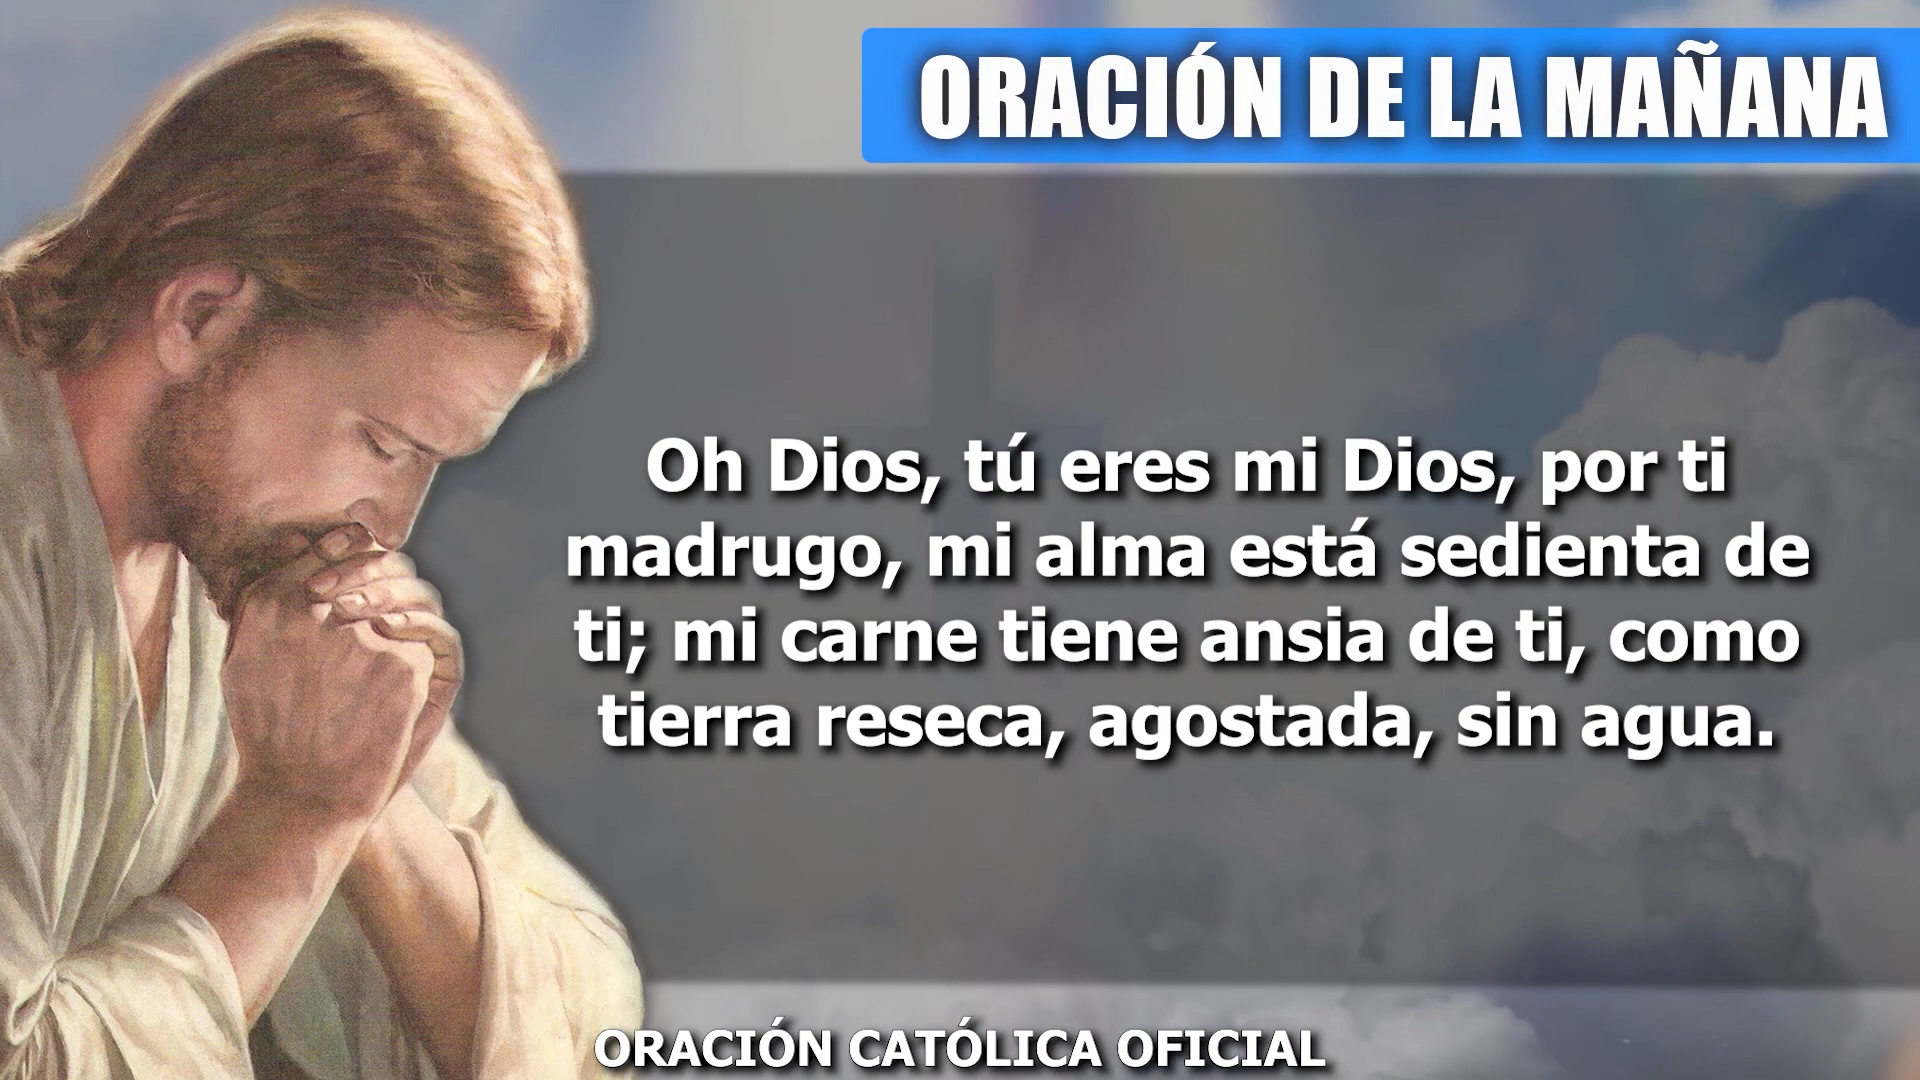 ORACIÓN DE LA MAÑANA
Oh Dios, tú eres mi Dios, por ti
madrugo, mi alma está sedienta de
ti; mi carne tiene ansia de ti, como
tierra reseca, agostada, sin agua.
ORACIÓN CATÓLICA OFICIAL